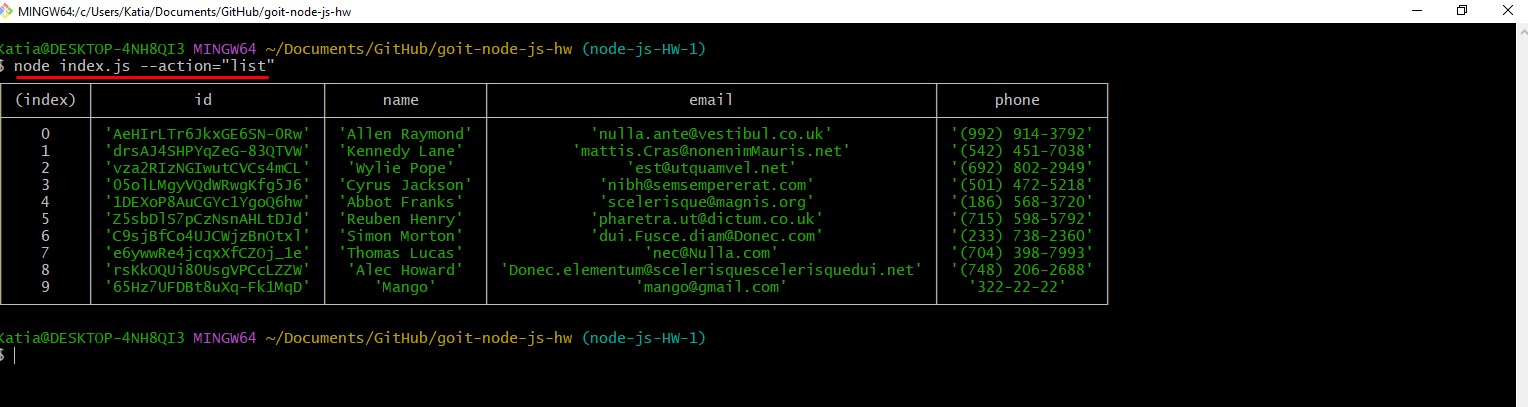 MINGW64:/c/Users/Katia/Documents/GitHub/goit-node-js-hw
Katia@DESKTOP-4NH8QI3 MINGW64 ~/Documents/GitHub/goit-node-js-hw (node-js-HW-1)
$ node index.js --action="list"
(index) id name email phone
0 'AeHIrLTr6JkxGE6SN-0Rw' 'Allen Raymond' 'nulla.ante@vestibul.co.uk' '(992) 914-3792'
1 'drsAJ4SHPYqZeG-83QTVW' 'Kennedy Lane' 'mattis.Cras@nonenimMauris.net' '(542) 451-7038'
2 'vza2RIzNGIwutCVCs4mCL' 'Wylie Pope' 'est@utquamvel.net' '(692) 802-2949'
3 '05olLMgyVQdWRwgKfg5J6' 'Cyrus Jackson' 'nibh@semsempererat.com' '(501) 472-5218'
4 '1DEXoP8AuCGYc1YgoQ6hw' 'Abbot Franks' 'scelerisque@magnis.org' '(186) 568-3720'
5 'Z5sbDlS7pCzNsnAHLtDJd' 'Reuben Henry' 'pharetra.ut@dictum.co.uk' '(715) 598-5792'
6 'C9sjBfCo4UJCWjzBnOtxl' 'Simon Morton' 'dui.Fusce.diam@Donec.com' '(233) 738-2360'
7 'e6ywwRe4jcqxXfCZOj_1e' 'Thomas Lucas' 'nec@Nulla.com' '(704) 398-7993'
8 'rsKkOQUi80UsgVPCcLZZW' 'Alec Howard' 'Donec.elementum@scelerisquescelerisquedui.net' '(748) 206-2688'
9 '65Hz7UFDBt8uXq-Fk1MqD' 'Mango' 'mango@gmail.com' '322-22-22'
Katia@DESKTOP-4NH8QI3 MINGW64 ~/Documents/GitHub/goit-node-js-hw (node-js-HW-1)
$